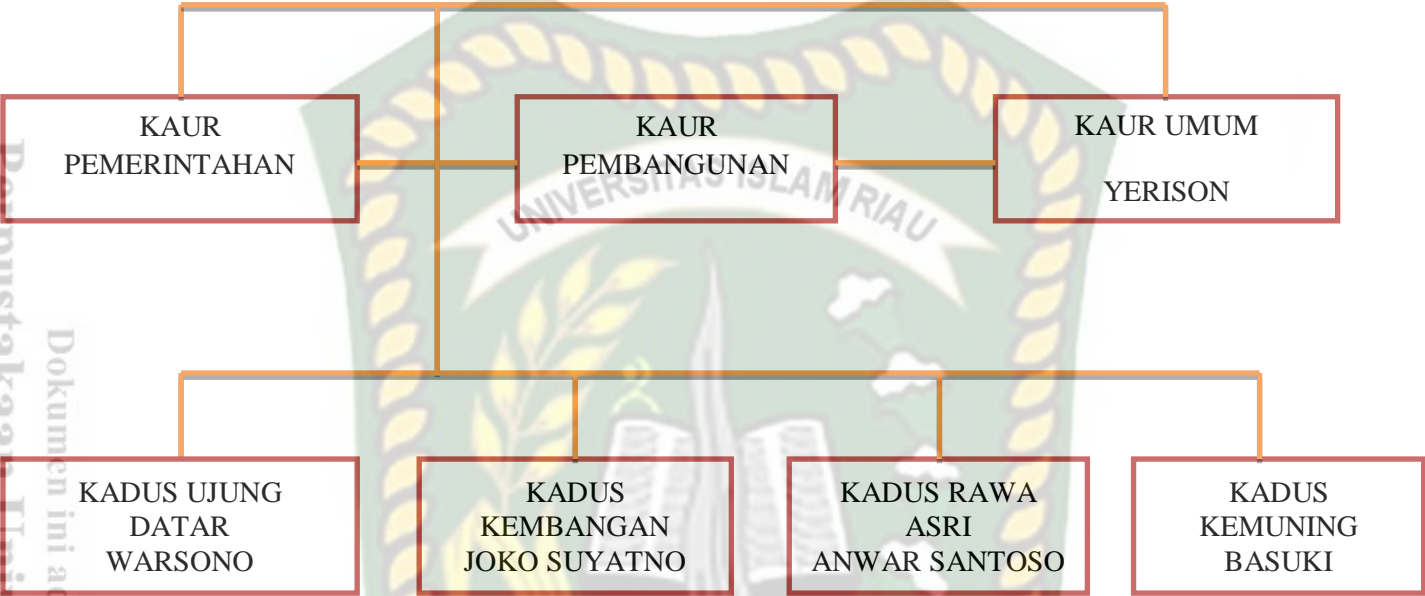 KAUR
PEMERINTAHAN
KAUR
PEMBANGUNAN
KAUR UMUM
YERISON
UNIVERSITAS ISLAM RIAU
KADUS UJUNG
DATAR
WARSONO
KADUS
KEMBANGAN
JOKO SUYATNO
KADUS RAWA
ASRI
ANWAR SANTOSO
KADUS
KEMUNING
BASUKI
Perpustakaan
Dokumen ini